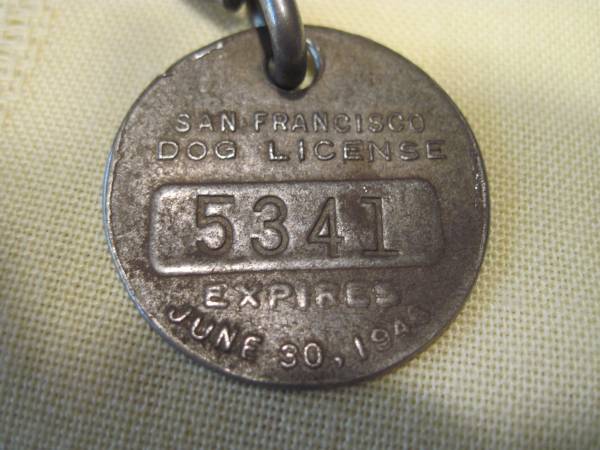 SAN FRANCISCO
DOG LICENSE
5341
EXPIRES
JUNE 30,